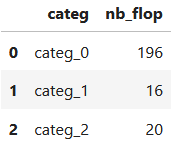 categ nb_flop
0 categ_0 196
1 categ_1 16
2 categ_2 20